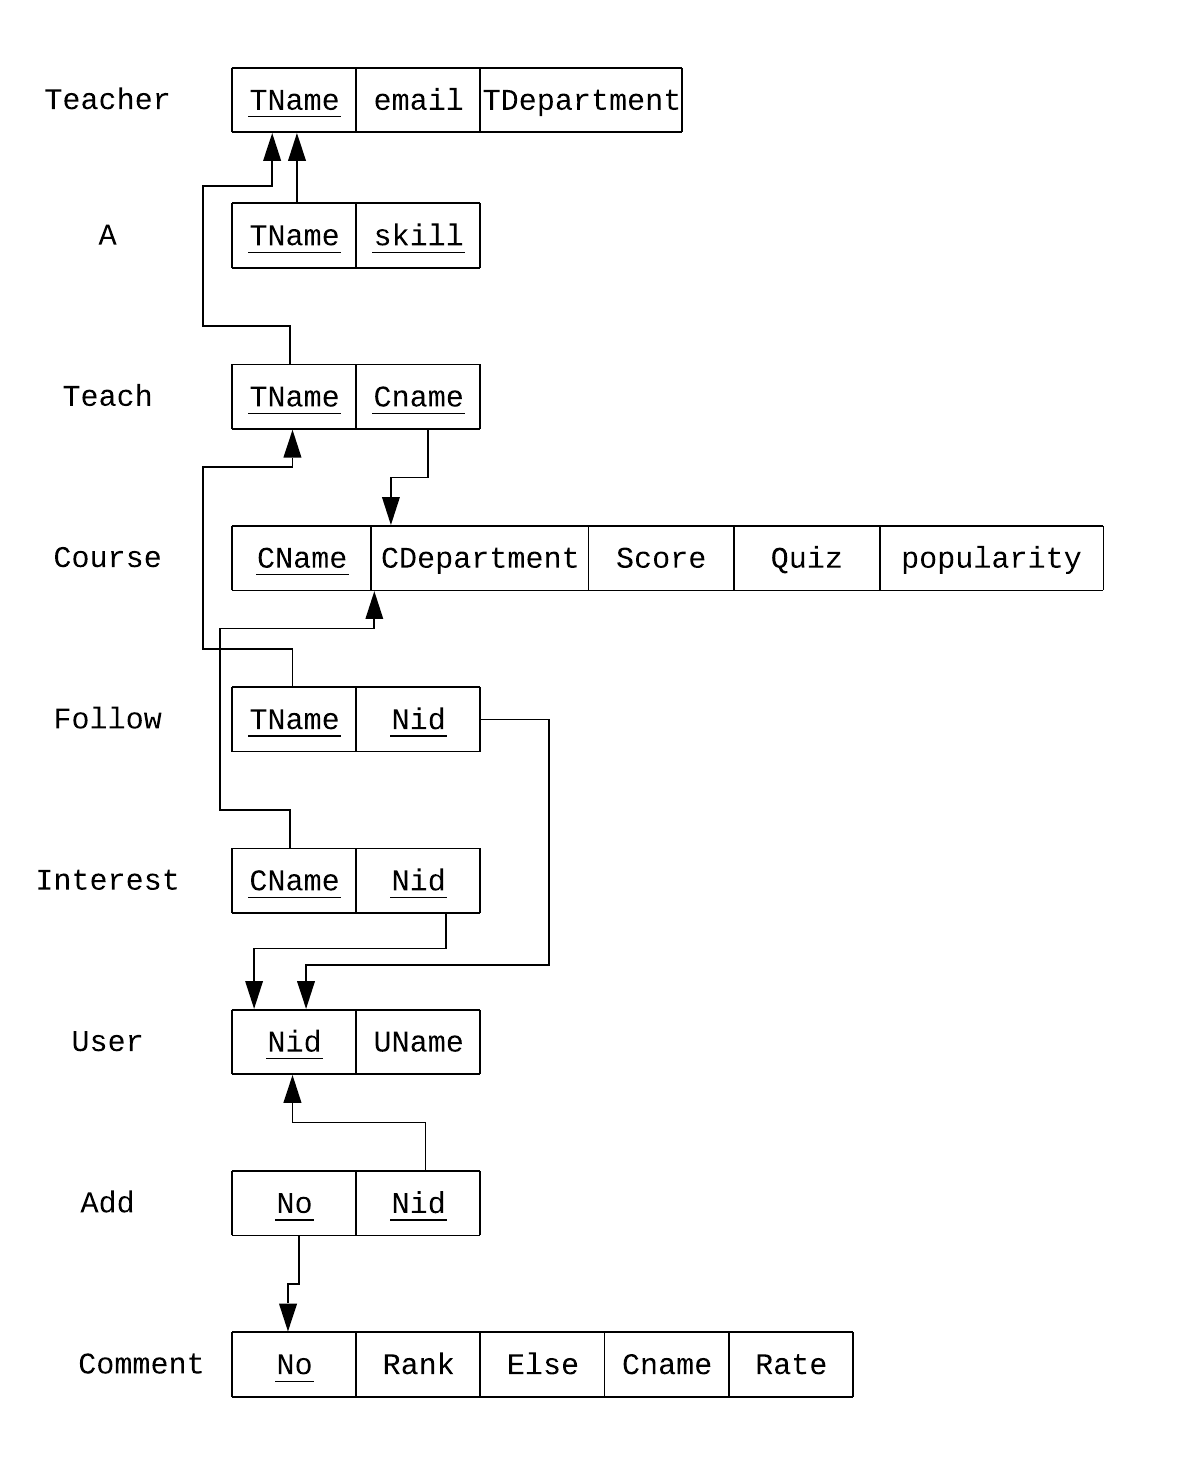 Teacher TName email TDepartment
A TName skill
Teach TName Cname
Course CName CDepartment Score Quiz popularity
Follow TName Nid
Interest CName Nid
User Nid UName
Add No Nid
Comment No Rank Else Cname Rate